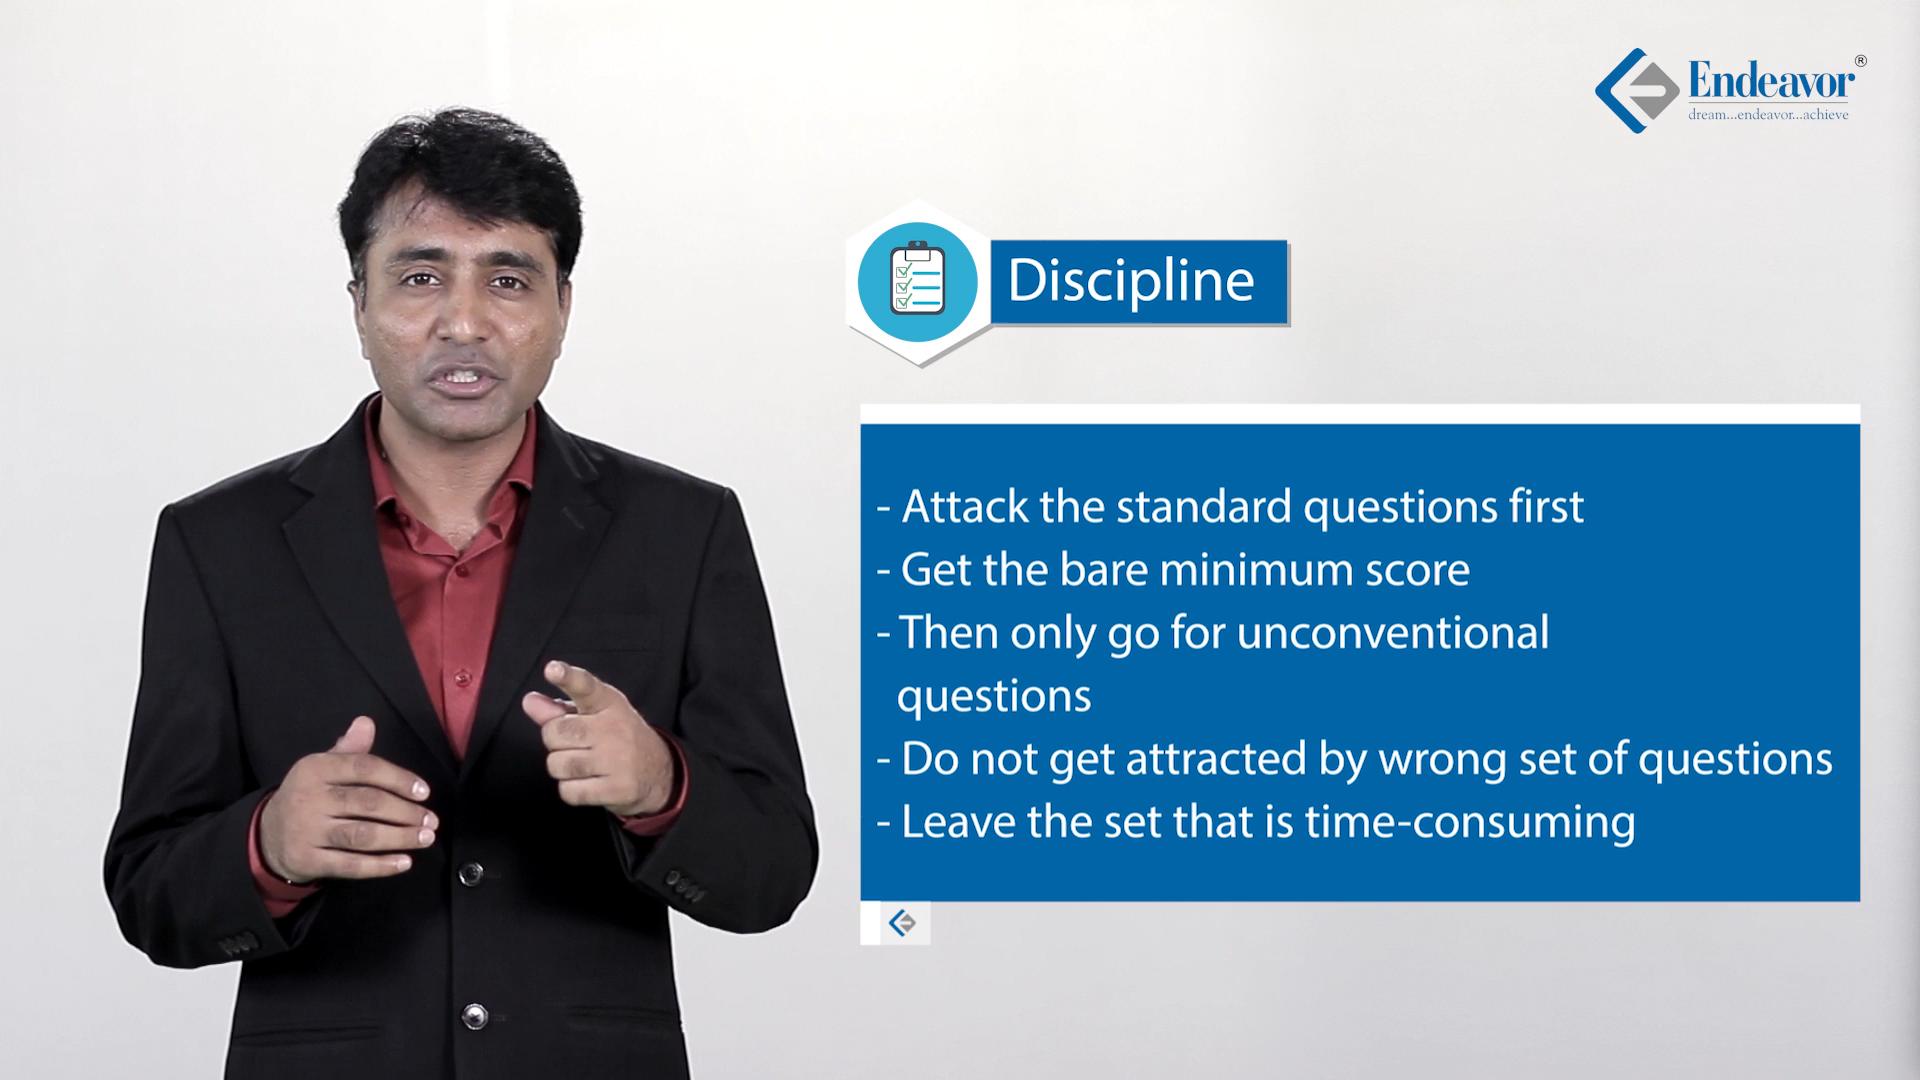 Endeavor®
dream...endeavor...achieve
Discipline
- Attack the standard questions first
- Get the bare minimum score
- Then only go for unconventional
questions
- Do not get attracted by wrong set of questions
- Leave the set that is time-consuming